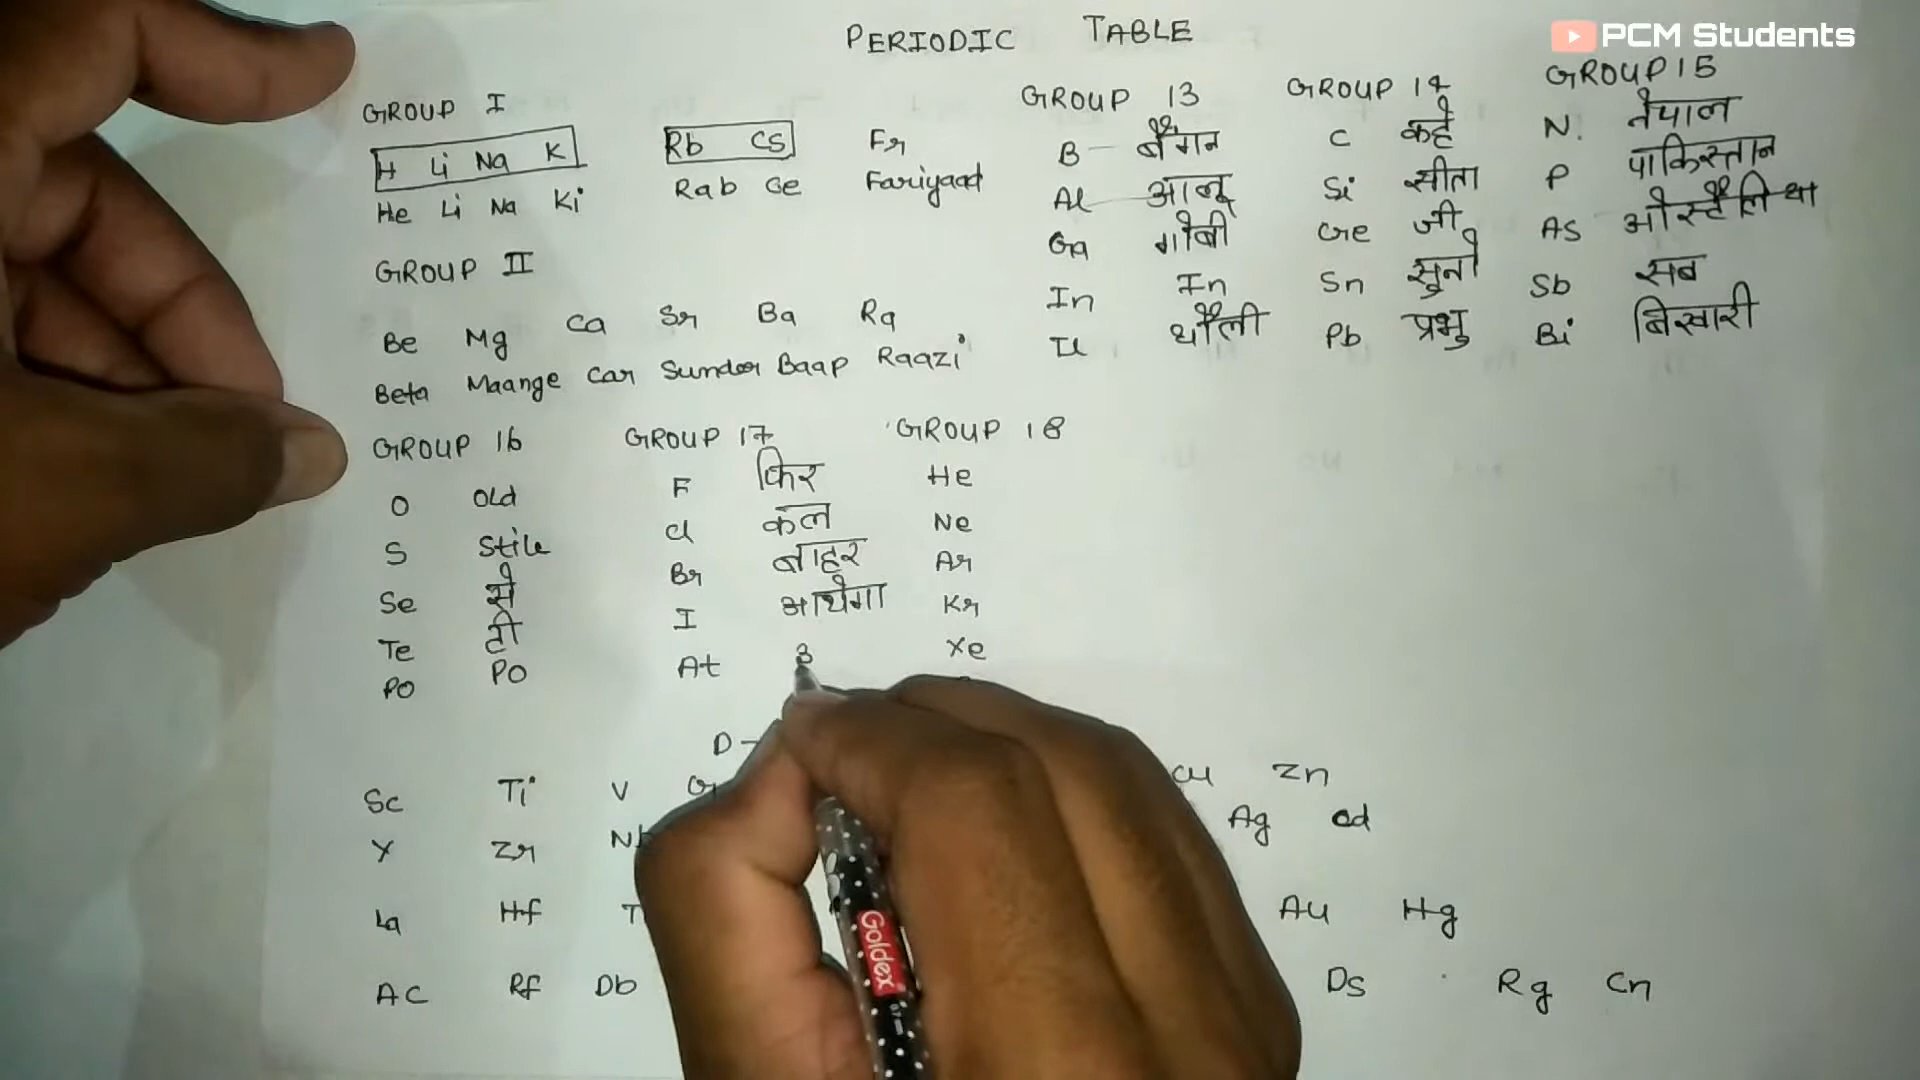 PERIODIC TABLE
PCM Students
GROUP I
H Li Na K Rb Cs Fr
He Li Na Ki Rab Ce Fariyaad
GROUP II
Be Mg Ca Sr Ba Ra
Beta Maange Car Sunder Baap Raazi
GROUP 13
B बैंगन
Al आलू
Ga गोबी
In In
Tl थैली
GROUP 14
C कहे
Si सीता
Ge जी
Sn सुनो
Pb प्रभु
GROUP 15
N. नेपाल
P पाकिस्तान
As ओस्टैलिया
Sb सब
Bi बिखारी
GROUP 16
O Old
S Stile
Se से
Te टी
PO PO
GROUP 17
F फिर
Cl कल
Br बाहर
I आयेगा
At
GROUP 18
He
Ne
Ar
Kr
Xe
D-
Sc Ti V Cu Zn
Y Zr Ag Cd
La Hf Au Hg
AC Rf Db Ds Rg Cn
Goldex